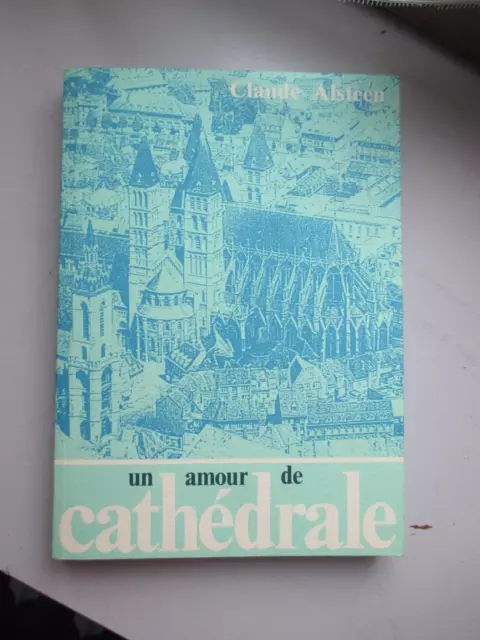 Claude Alsteen
un amour de
cathédrale